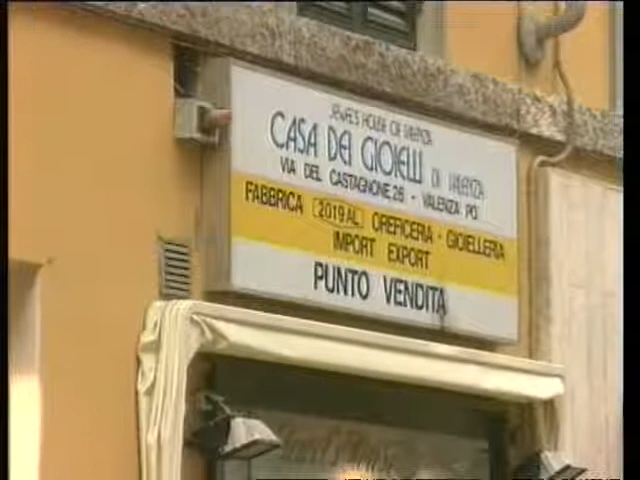 JEWEL'S HOUSE OF VALENZA
CASA DEI GIOIELLI DI VALENZA
VIA DEL CASTAGNONE, 26 - VALENZA PO
FABBRICA 2019 AL OREFICERIA - GIOIELLERIA
IMPORT EXPORT
PUNTO VENDITA